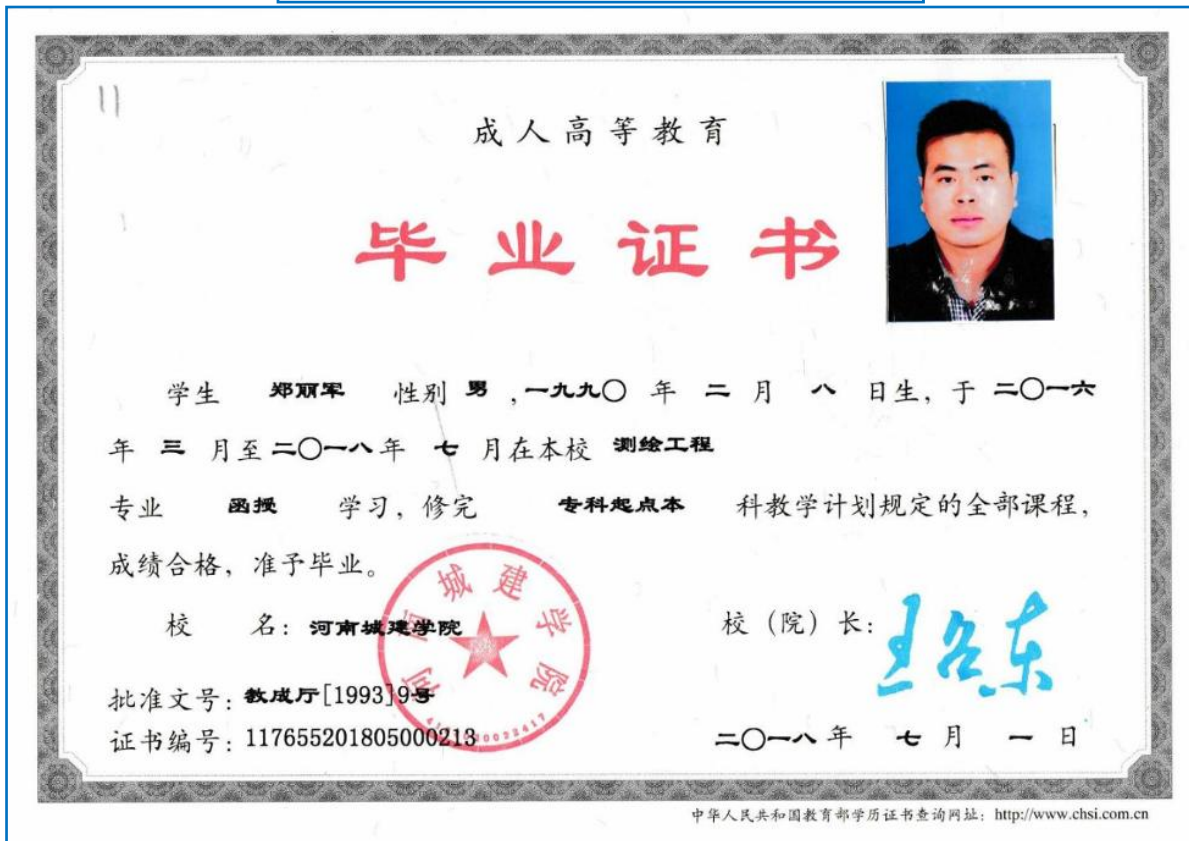 成人高等教育
毕业证书
学生 郑丽军 性别 男，一九九〇 年 二 月 八 日生，于 二〇一六
年 三 月至 二〇一八 年 七 月在本校 测绘工程
专业 函授 学习，修完 专科起点本 科教学计划规定的全部课程，
成绩合格，准予毕业。
校 名：河南城建学院
校（院）长：
批准文号：教成厅[1993]9号
证书编号：117655201805000213
二〇一八 年 七 月 一 日
河南城建学院
中华人民共和国教育部学历证书查询网址：http://www.chsi.com.cn